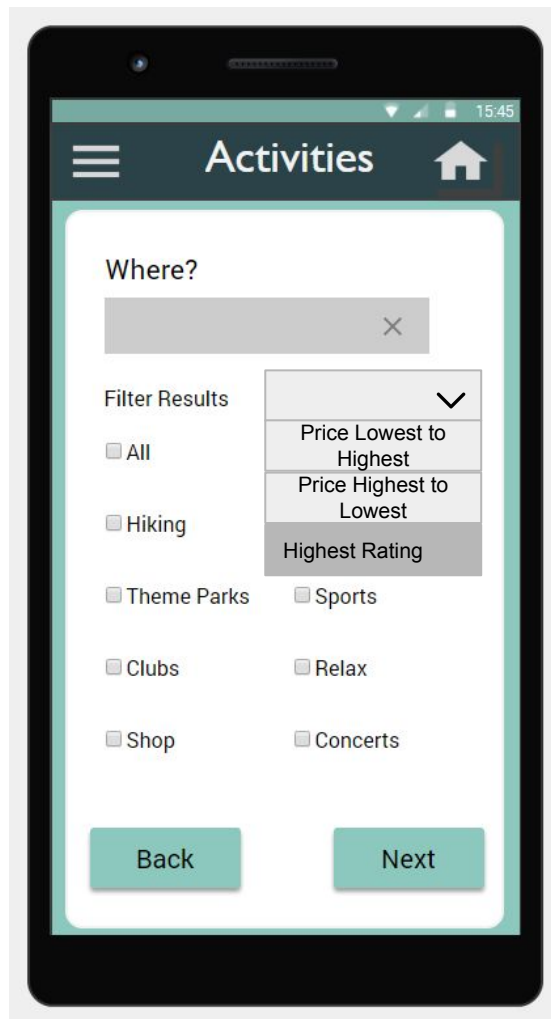 15:45
Activities
Where?
Filter Results
Price Lowest to
Highest
Price Highest to
Lowest
Highest Rating
All
Hiking
Theme Parks
Sports
Clubs
Relax
Shop
Concerts
Back
Next